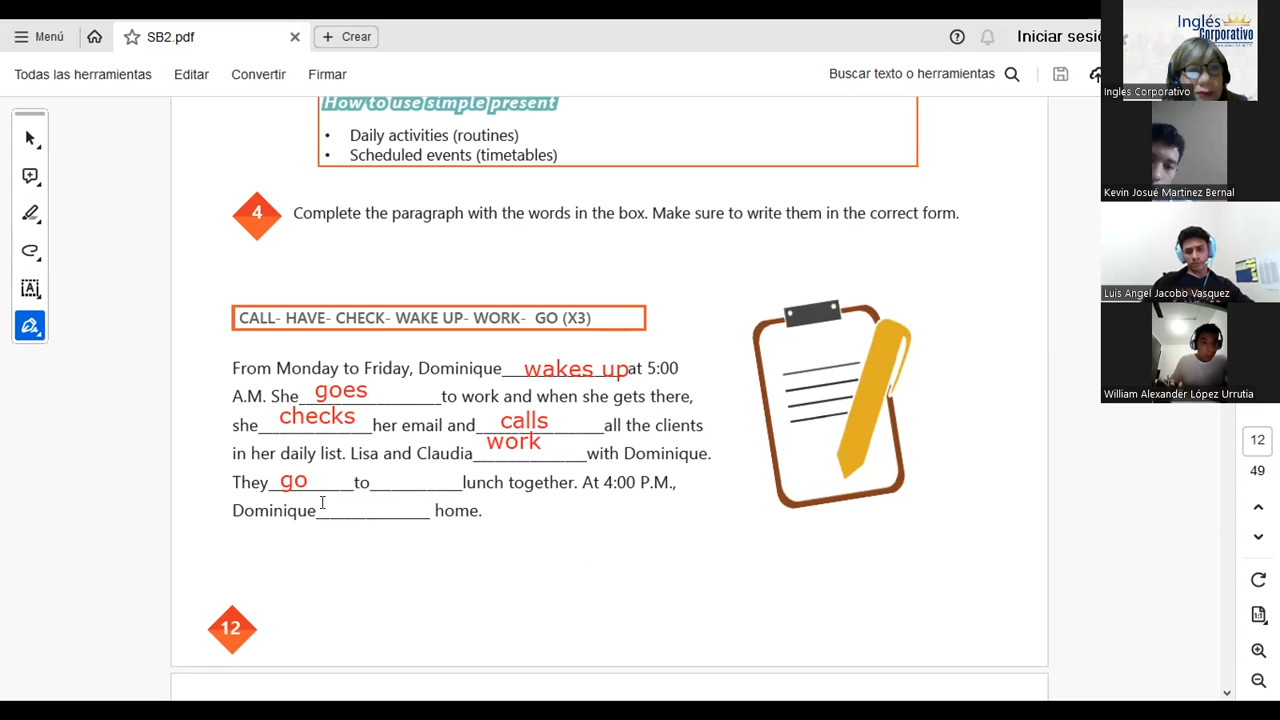 Menú
SB2.pdf
Crear
Iniciar sesió
Todas las herramientas
Editar
Convertir
Firmar
Buscar texto o herramientas
How to use simple present
• Daily activities (routines)
• Scheduled events (timetables)
4
Complete the paragraph with the words in the box. Make sure to write them in the correct form.
CALL- HAVE- CHECK- WAKE UP- WORK- GO (X3)
From Monday to Friday, Dominique wakes up at 5:00
A.M. She goes to work and when she gets there,
she checks her email and calls all the clients
in her daily list. Lisa and Claudia work with Dominique.
They go to____________lunch together. At 4:00 P.M.,
Dominique______________ home.
12
12
49
Inglés
Corporativo
Ingles Corporativo
Kevin Josué Martinez Bernal
Luis Angel Jacobo Vasquez
William Alexander López Urrutia